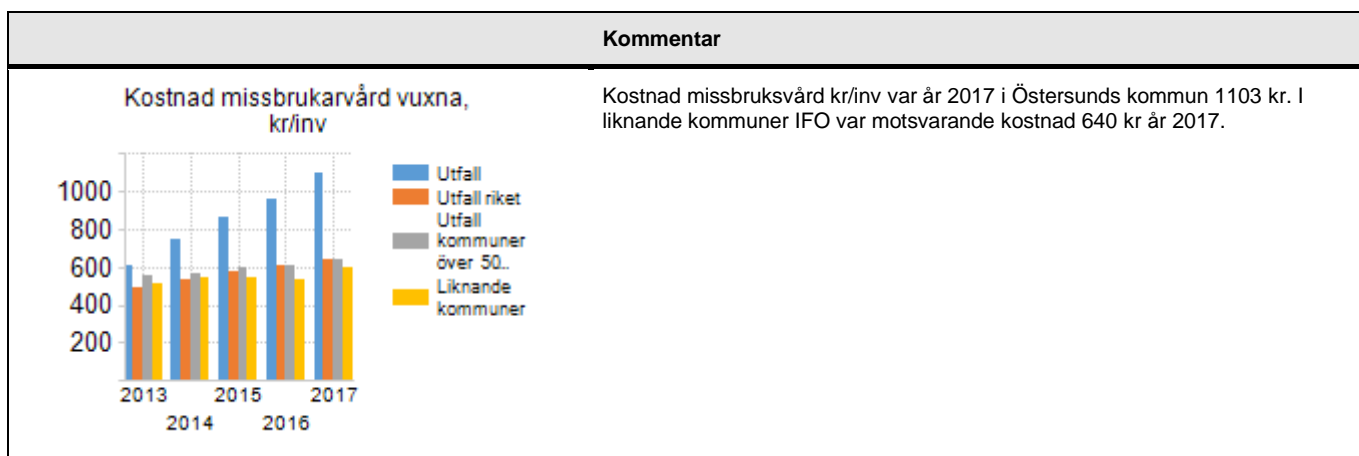 Kommentar
Kostnad missbrukarvård vuxna,
kr/inv
1000
800
600
400
200
2013
2015
2017
2014
2016
Utfall
Utfall riket
Utfall
kommuner
över 50..
Liknande
kommuner
Kostnad missbruksvård kr/inv var år 2017 i Östersunds kommun 1103 kr. I
liknande kommuner IFO var motsvarande kostnad 640 kr år 2017.